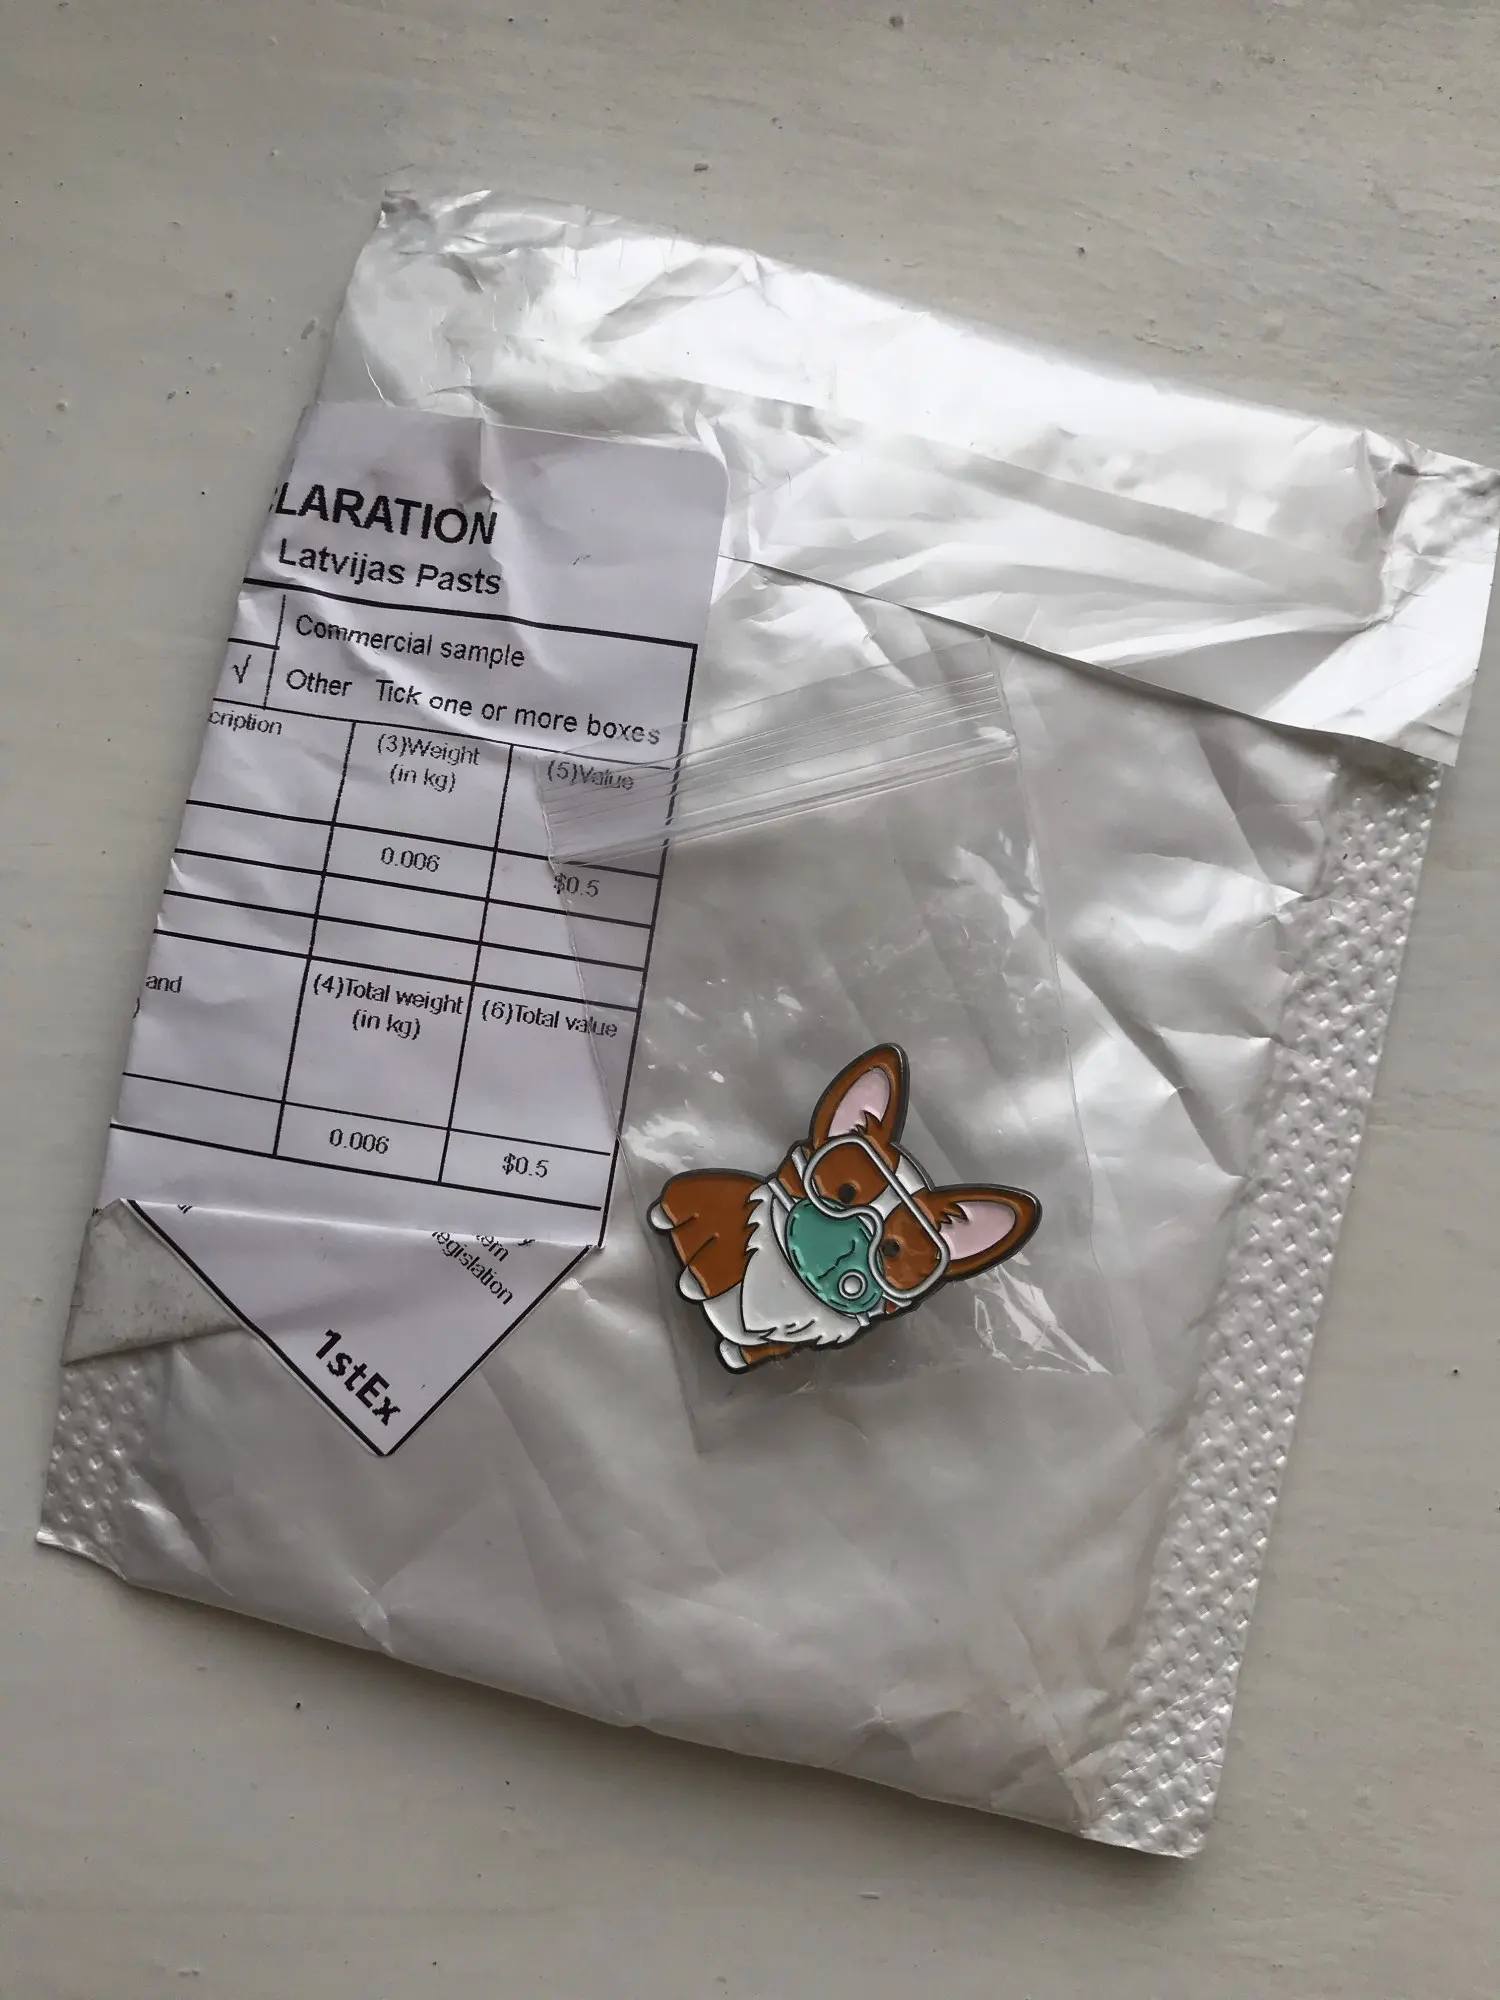 LARATION
Latvijas Pasts
Commercial sample
√ Other Tick one or more boxes
cription
(3)Weight
(in kg)
(5)Value
0.006
$0.5
and
)
(4)Total weight
(in kg)
(6)Total value
0.006
$0.5
egislation
1stEx